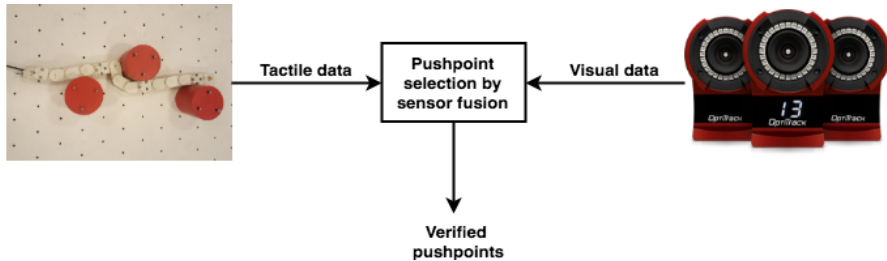 Tactile data
Pushpoint
selection by
sensor fusion
Visual data
13
OptiTrack
OptiTrack
OptiTrack
Verified
pushpoints